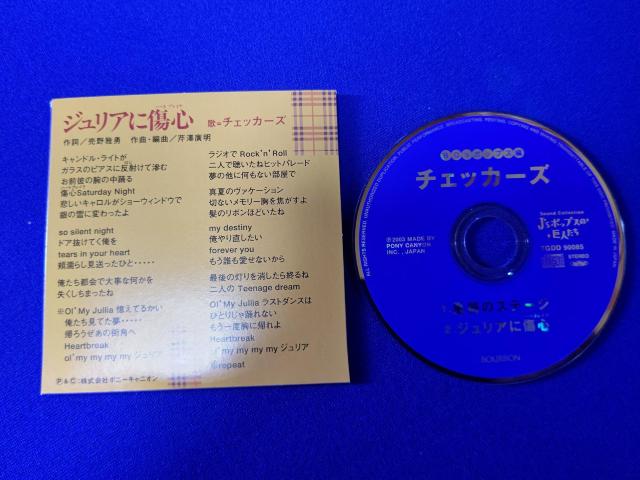 ジュリアに傷心
ハートブレイク
歌=チェッカーズ
作詞/売野雅勇 作曲・編曲/芹澤廣明
キャンドル・ライトが
ガラスのピアスに反射けて滲む
お前彼の腕の中踊る
傷心Saturday Night
悲しいキャロルがショーウィンドウで
銀の雪に変わったよ
so silent night
ドア抜けてく俺を
tears in your heart
頬濡らし見送ったひと・・・・・
俺たち都会で大事な何かを
失くしちまったね
※Ol' My Jullia 憶えてるかい
俺たち見てた夢・・・・・
帰ろうぜあの街角へ
Heartbreak
ol' my my my my ジュリア
ラジオで Rock'n'Roll
二人で聴いたねヒットパレード
夢の他に何もない部屋で
真夏のヴァケーション
切ないメモリー胸を焦がすよ
髪のリボンほどいたね
my destiny
俺やり直したい
forever you
もう誰も愛せないから
最後の灯りを消したら終るね
二人の Teenage dream
Ol' My Jullia ラストダンスは
ひとりじゃ踊れない
もう一度胸に帰れよ
Heartbreak
ol' my my my my ジュリア
※repeat
Ⓟ&Ⓒ:株式会社ポニーキャニオン
チェッカーズ
Sound Collection
J'sポップスの
巨人たち
TGDD 90085
STEREO
Ⓟ2003 MADE BY
PONY CANYON
INC., JAPAN
のステージ
2 ジュリアに傷心
BOURBON